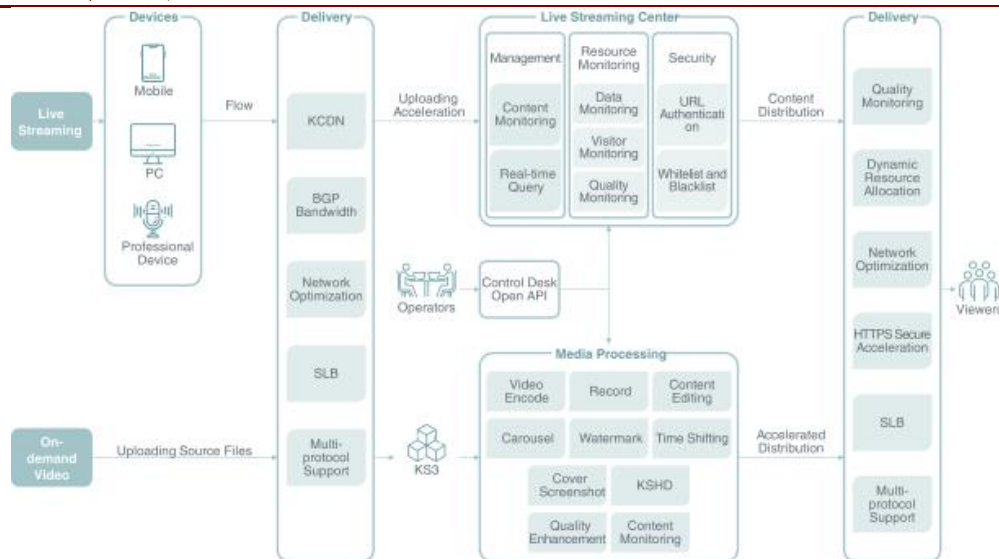 Devices
Delivery
Live Streaming Center
Delivery
Live
Streaming
Mobile
PC
Professional
Device
Flow
KCDN
BGP
Bandwidth
Network
Optimization
SLB
Multi-
protocol
Support
Uploading
Acceleration
Management
Content
Monitoring
Real-time
Query
Resource
Monitoring
Data
Monitoring
Visitor
Monitoring
Quality
Monitoring
Security
URL
Authenticati
on
Whitelist and
Blacklist
Content
Distribution
Operators
Control Desk
Open API
On-
demand
Video
Uploading Source Files
KS3
Media Processing
Video
Encode
Record
Content
Editing
Carousel
Watermark
Time Shifting
Cover
Screenshot
KSHD
Quality
Enhancement
Content
Monitoring
Accelerated
Distribution
Quality
Monitoring
Dynamic
Resource
Allocation
Network
Optimization
HTTPS Secure
Acceleration
SLB
Multi-
protocol
Support
Viewers